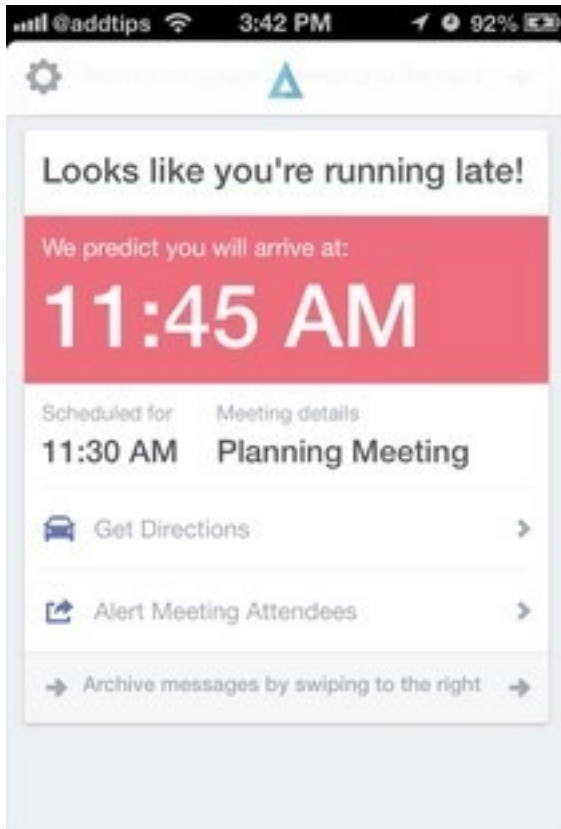 @addtips 3:42 PM 92%
Looks like you're running late!
We predict you will arrive at:
11:45 AM
Scheduled for Meeting details
11:30 AM Planning Meeting
Get Directions
Alert Meeting Attendees
Archive messages by swiping to the right